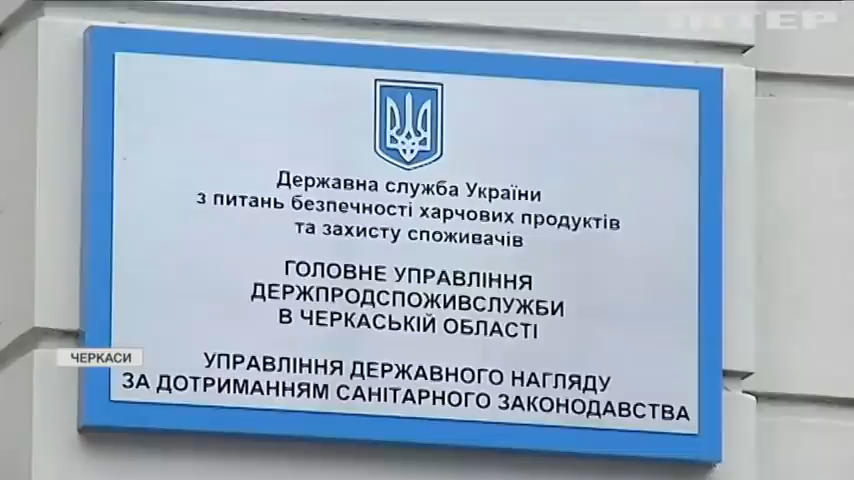 ІНТЕР
Державна служба України
з питань безпечності харчових продуктів
та захисту споживачів
ГОЛОВНЕ УПРАВЛІННЯ
ДЕРЖПРОДСПОЖИВСЛУЖБИ
В ЧЕРКАСЬКІЙ ОБЛАСТІ
ЧЕРКАСИ
УПРАВЛІННЯ ДЕРЖАВНОГО НАГЛЯДУ
ЗА ДОТРИМАННЯМ САНІТАРНОГО ЗАКОНОДАВСТВА